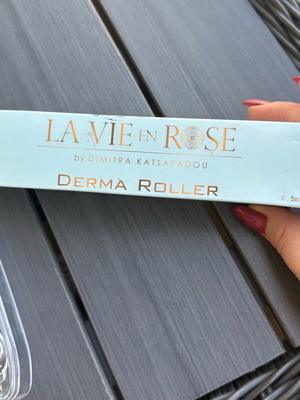 LA VIE EN ROSE
by DIMITRA KATSAFADOU
DERMA ROLLER